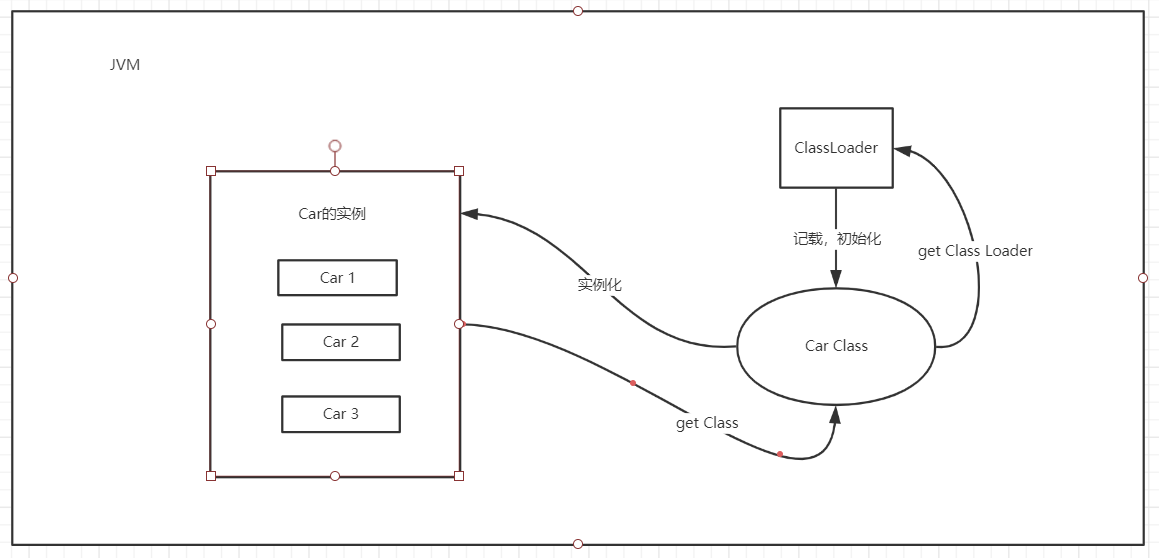 JVM
ClassLoader
Car的实例
记载，初始化
get Class Loader
Car 1
实例化
Car 2
Car Class
Car 3
get Class